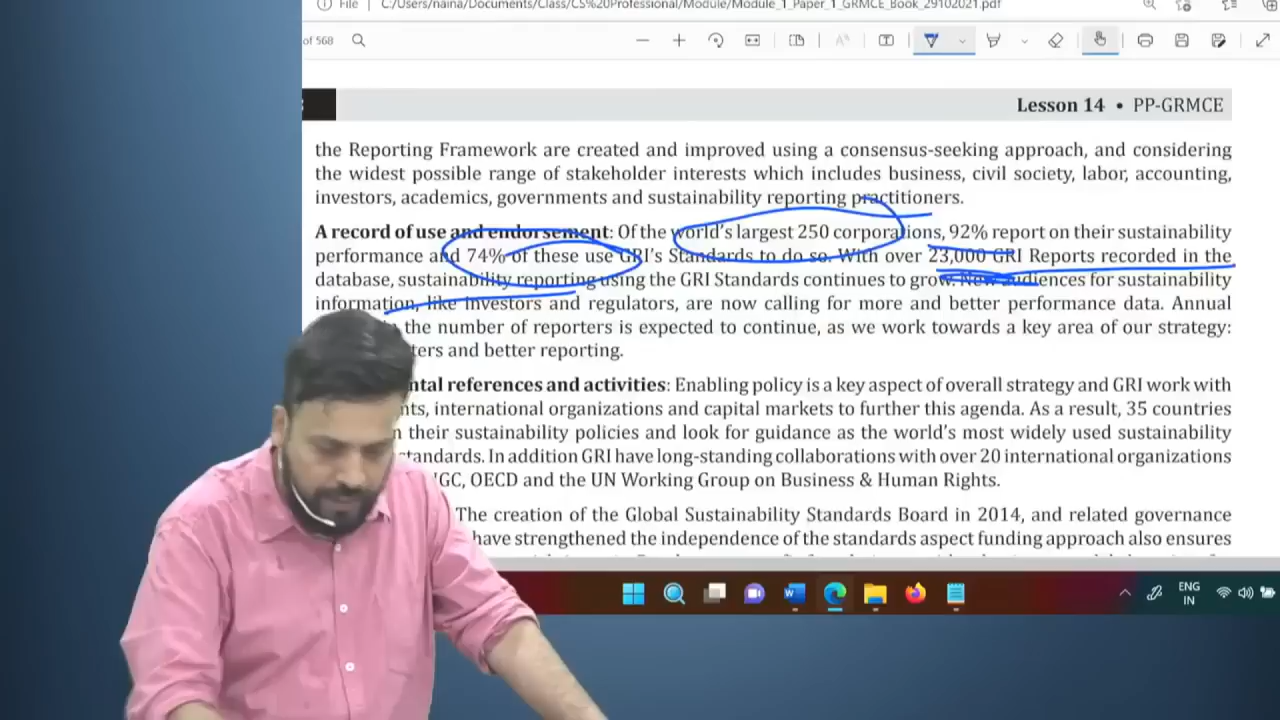 File
C:/Users/naina/Documents/Class/CS%20Professional/Module/Module_1_Paper_1_GRMCE_Book_29102021.pdf
of 568
Lesson 14 • PP-GRMCE
the Reporting Framework are created and improved using a consensus-seeking approach, and considering
the widest possible range of stakeholder interests which includes business, civil society, labor, accounting,
investors, academics, governments and sustainability reporting practitioners.
A record of use and endorsement: Of the world's largest 250 corporations, 92% report on their sustainability
performance and 74% of these use GRI's Standards to do so. With over 23,000 GRI Reports recorded in the
database, sustainability reporting using the GRI Standards continues to grow. New audiences for sustainability
information, like investors and regulators, are now calling for more and better performance data. Annual
the number of reporters is expected to continue, as we work towards a key area of our strategy:
and better reporting.
references and activities: Enabling policy is a key aspect of overall strategy and GRI work with
international organizations and capital markets to further this agenda. As a result, 35 countries
their sustainability policies and look for guidance as the world's most widely used sustainability
standards. In addition GRI have long-standing collaborations with over 20 international organizations
OECD and the UN Working Group on Business & Human Rights.
The creation of the Global Sustainability Standards Board in 2014, and related governance
have strengthened the independence of the standards aspect funding approach also ensures
ENG
IN